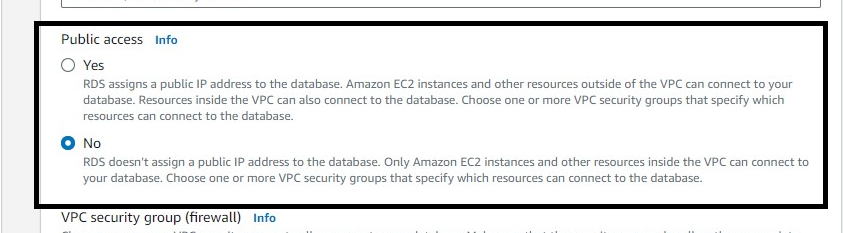 Public access Info
Yes
RDS assigns a public IP address to the database. Amazon EC2 instances and other resources outside of the VPC can connect to your
database. Resources inside the VPC can also connect to the database. Choose one or more VPC security groups that specify which
resources can connect to the database.
No
RDS doesn't assign a public IP address to the database. Only Amazon EC2 instances and other resources inside the VPC can connect to
your database. Choose one or more VPC security groups that specify which resources can connect to the database.
VPC security group (firewall) Info